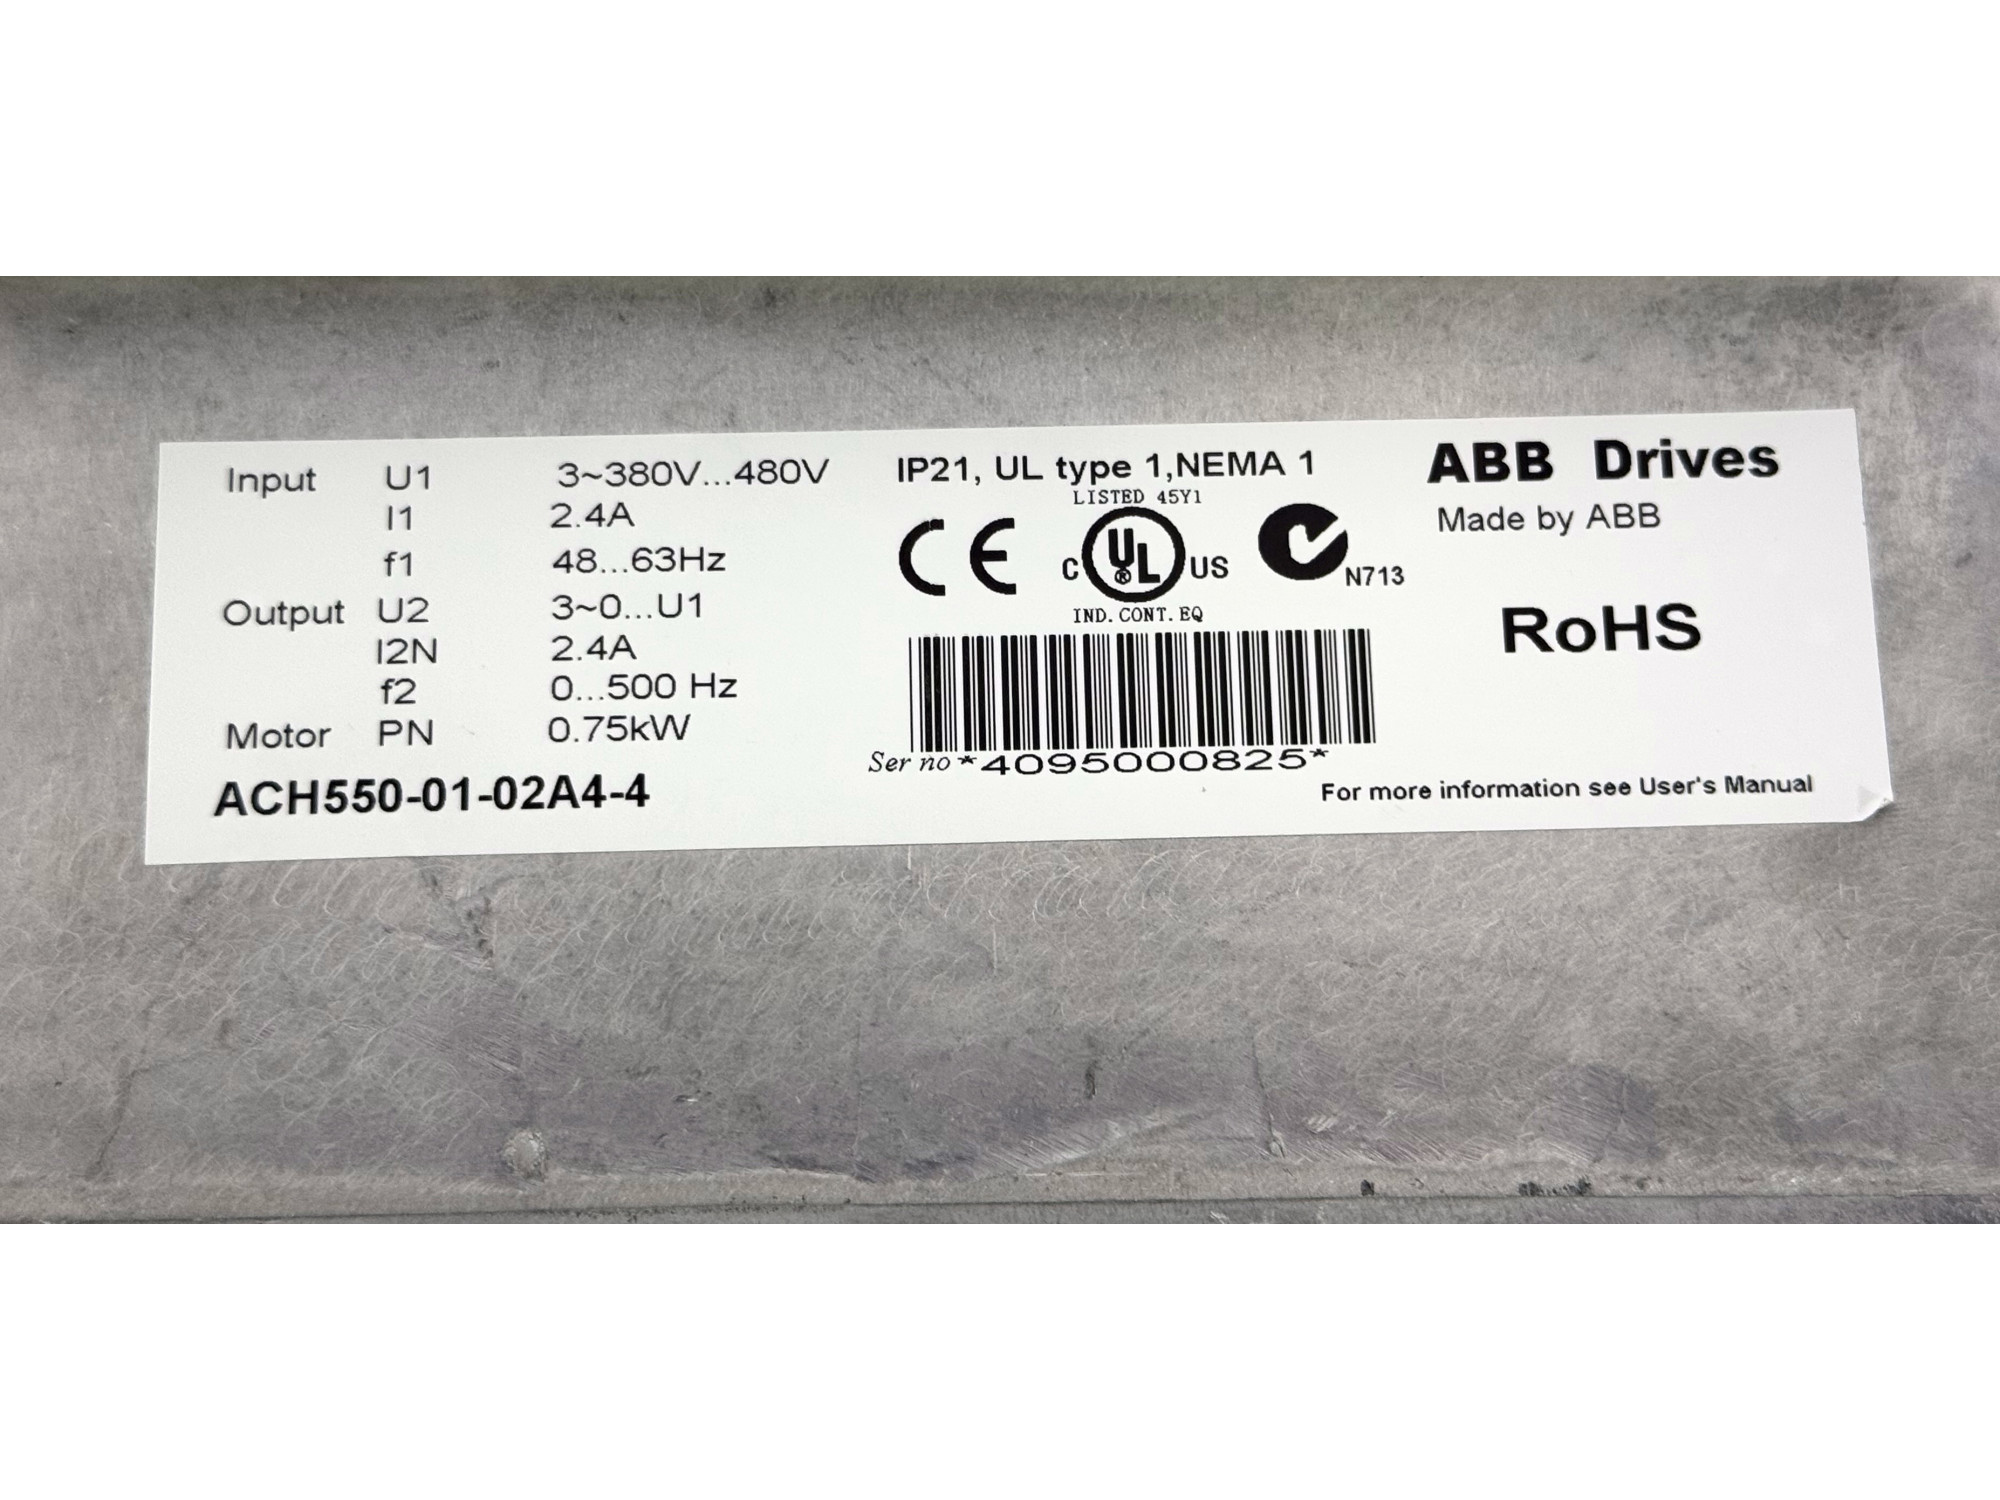 Input U1 3~380V...480V
I1 2.4A
f1 48...63Hz
Output U2 3~0...U1
I2N 2.4A
f2 0...500 Hz
Motor PN 0.75kW
ACH550-01-02A4-4
IP21, UL type 1,NEMA 1
LISTED 45Y1
CE
C UL ® US
N713
IND. CONT. EQ
Ser no *4095000825*
ABB Drives
Made by ABB
RoHS
For more information see User's Manual